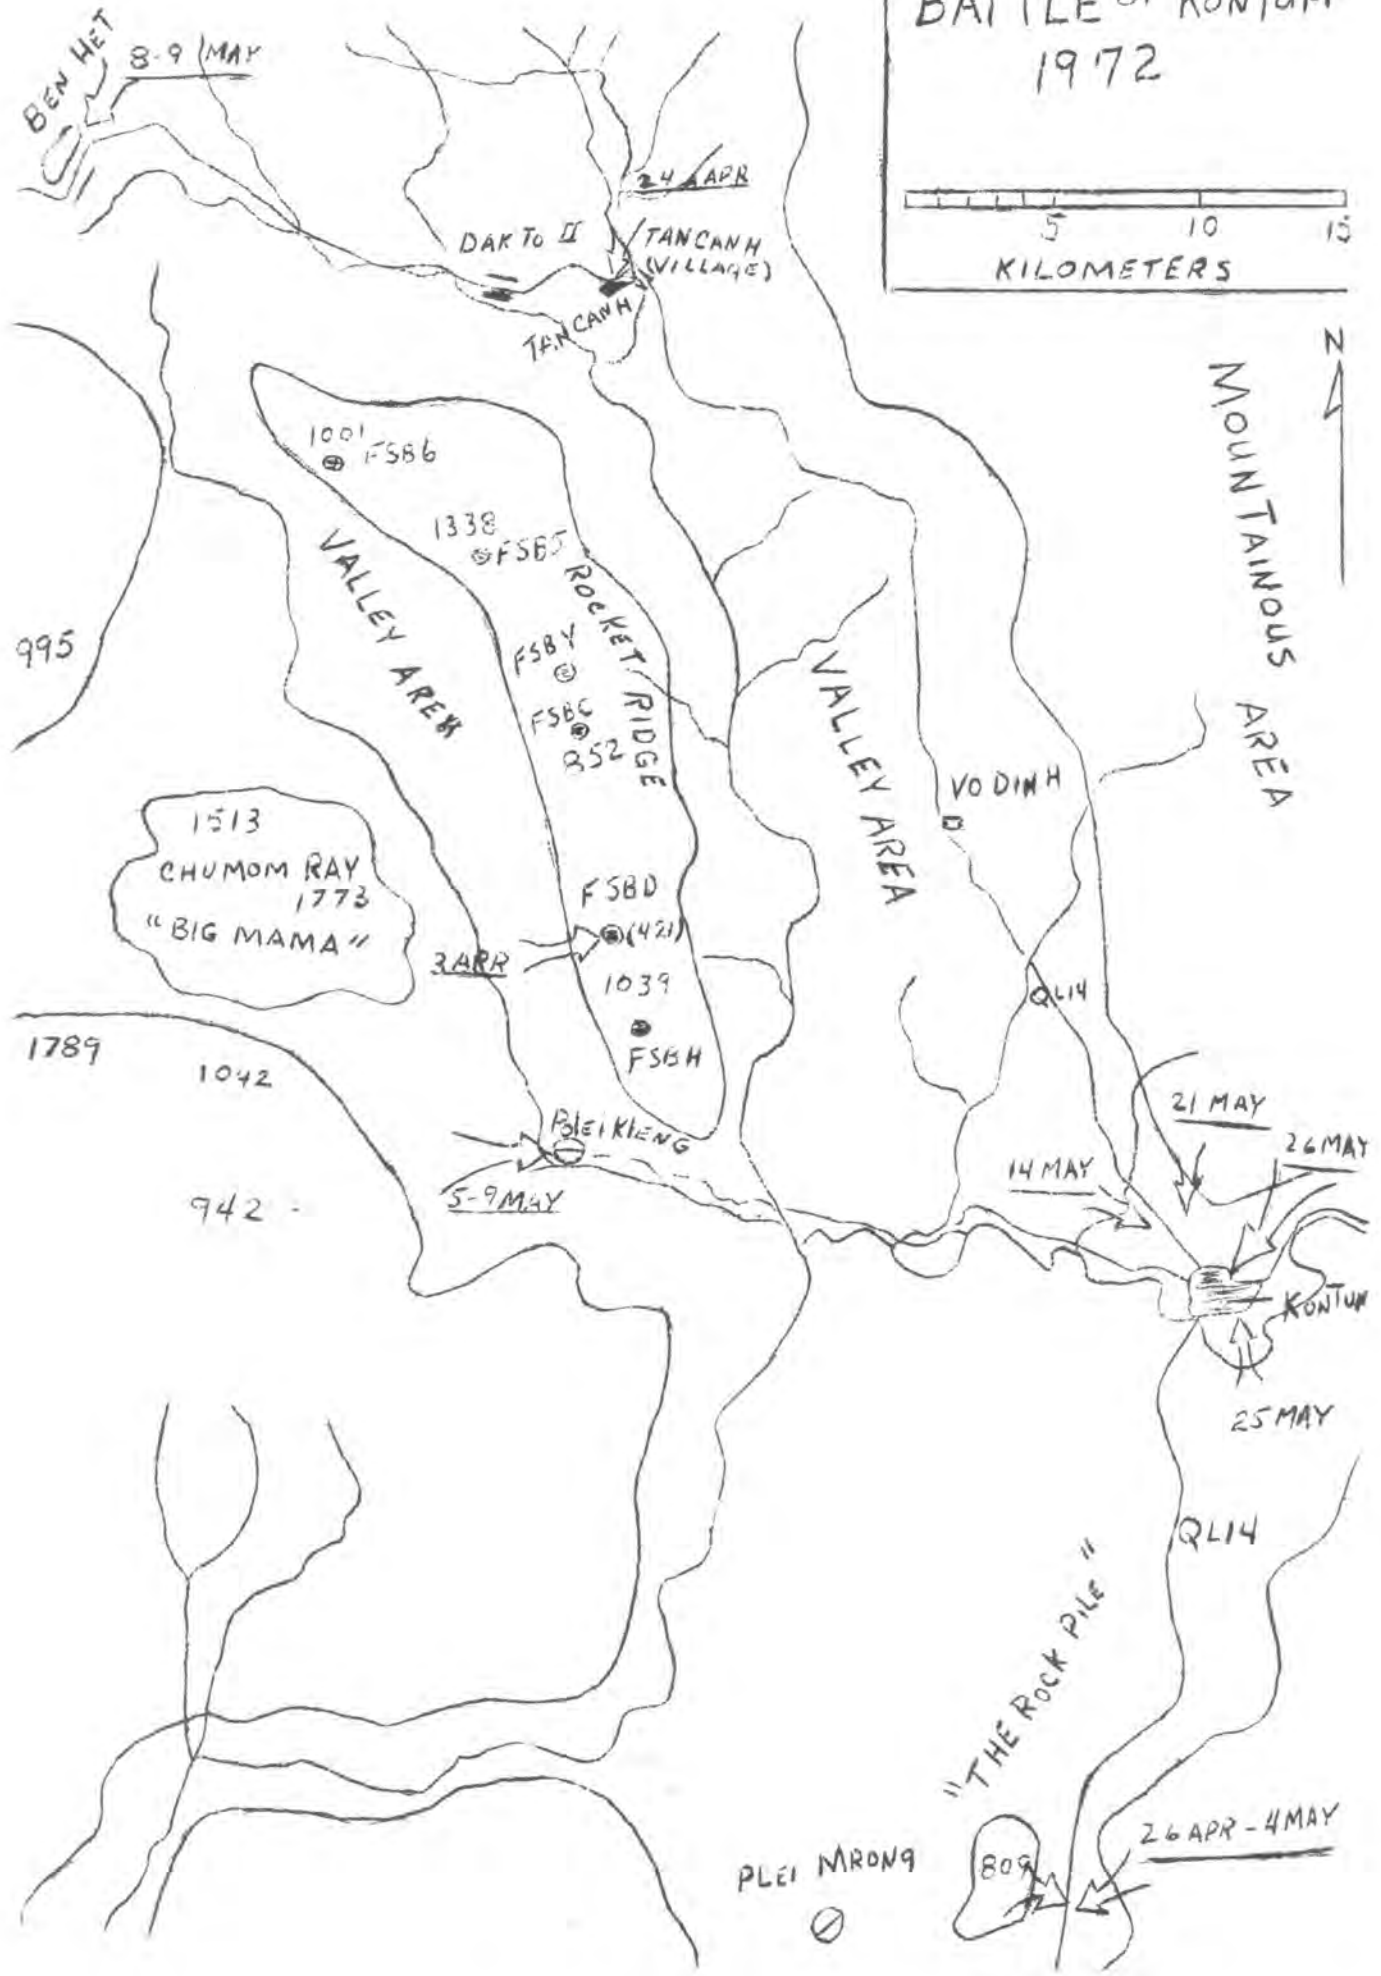 BATTLE OF KONTUM
1972
5 10 15
KILOMETERS
N
BEN HET
8-9 MAY
24 APR
DAK TO II
TANCANH
(VILLAGE)
TANCANH
MOUNTAINOUS AREA
1001
FSB6
1338
FSB5
ROCKET RIDGE
VALLEY AREA
995
FSBY
FSBC
852
VALLEY AREA
VO DINH
1513
CHUMOM RAY
1773
"BIG MAMA"
FSBD
(421)
3 APR
1039
FSBH
QL14
1789
1042
21 MAY
26 MAY
PLEI KLENG
14 MAY
5-9 MAY
942
KONTUM
25 MAY
QL14
"THE ROCK PILE"
26 APR - 4 MAY
PLEI MRONG
809